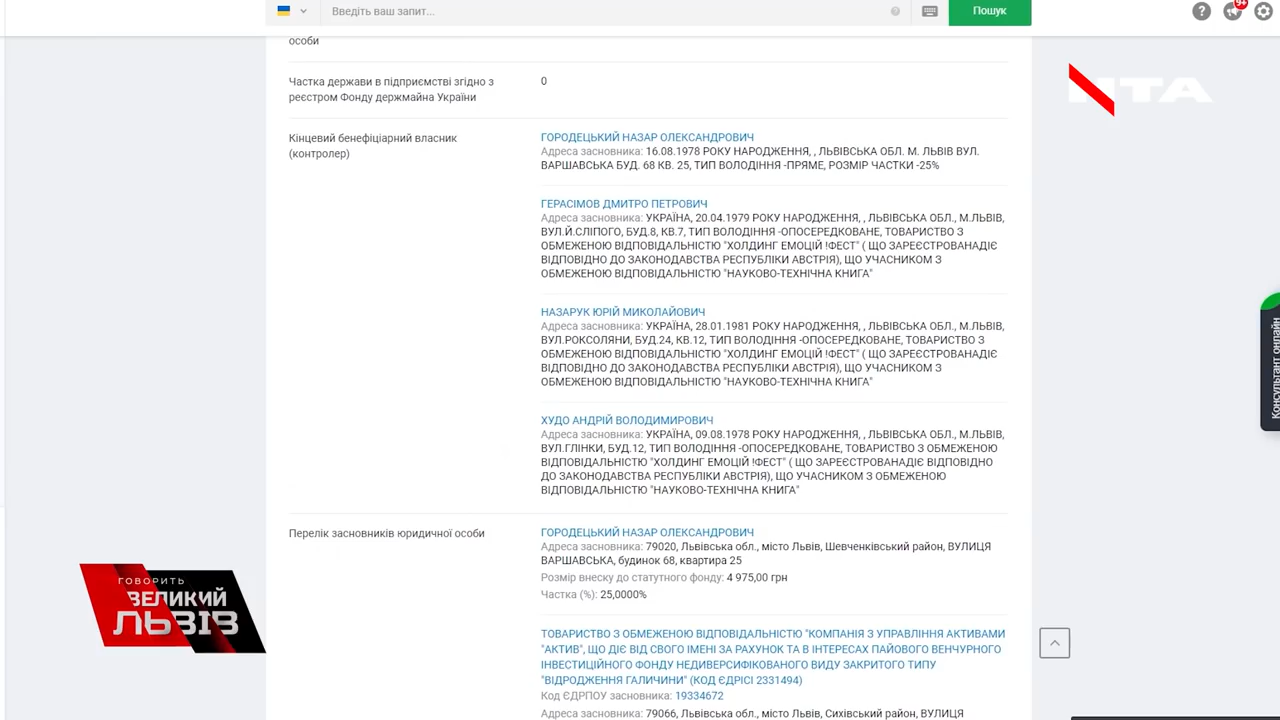 Введіть ваш запит...
Пошук
9+
особи
Частка держави в підприємстві згідно з
реєстром Фонду держмайна України
0
Кінцевий бенефіціарний власник
(контролер)
ГОРОДЕЦЬКИЙ НАЗАР ОЛЕКСАНДРОВИЧ
Адреса засновника: 16.08.1978 РОКУ НАРОДЖЕННЯ, , ЛЬВІВСЬКА ОБЛ. М. ЛЬВІВ ВУЛ.
ВАРШАВСЬКА БУД. 68 КВ. 25, ТИП ВОЛОДІННЯ -ПРЯМЕ, РОЗМІР ЧАСТКИ -25%
ГЕРАСІМОВ ДМИТРО ПЕТРОВИЧ
Адреса засновника: УКРАЇНА, 20.04.1979 РОКУ НАРОДЖЕННЯ, , ЛЬВІВСЬКА ОБЛ., М.ЛЬВІВ,
ВУЛ.Й.СЛІПОГО, БУД.8, КВ.7, ТИП ВОЛОДІННЯ -ОПОСЕРЕДКОВАНЕ, ТОВАРИСТВО З
ОБМЕЖЕНОЮ ВІДПОВІДАЛЬНІСТЮ "ХОЛДИНГ ЕМОЦІЙ !ФЕСТ" ( ЩО ЗАРЕЄСТРОВАНАДІЄ
ВІДПОВІДНО ДО ЗАКОНОДАВСТВА РЕСПУБЛІКИ АВСТРІЯ), ЩО УЧАСНИКОМ З
ОБМЕЖЕНОЮ ВІДПОВІДАЛЬНІСТЮ "НАУКОВО-ТЕХНІЧНА КНИГА"
НАЗАРУК ЮРІЙ МИКОЛАЙОВИЧ
Адреса засновника: УКРАЇНА, 28.01.1981 РОКУ НАРОДЖЕННЯ, , ЛЬВІВСЬКА ОБЛ., М.ЛЬВІВ,
ВУЛ.РОКСОЛЯНИ, БУД.24, КВ.12, ТИП ВОЛОДІННЯ -ОПОСЕРЕДКОВАНЕ, ТОВАРИСТВО З
ОБМЕЖЕНОЮ ВІДПОВІДАЛЬНІСТЮ "ХОЛДИНГ ЕМОЦІЙ !ФЕСТ" ( ЩО ЗАРЕЄСТРОВАНАДІЄ
ВІДПОВІДНО ДО ЗАКОНОДАВСТВА РЕСПУБЛІКИ АВСТРІЯ), ЩО УЧАСНИКОМ З
ОБМЕЖЕНОЮ ВІДПОВІДАЛЬНІСТЮ "НАУКОВО-ТЕХНІЧНА КНИГА"
ХУДО АНДРІЙ ВОЛОДИМИРОВИЧ
Адреса засновника: УКРАЇНА, 09.08.1978 РОКУ НАРОДЖЕННЯ, , ЛЬВІВСЬКА ОБЛ., М.ЛЬВІВ,
ВУЛ.ГЛІНКИ, БУД.12, ТИП ВОЛОДІННЯ -ОПОСЕРЕДКОВАНЕ, ТОВАРИСТВО З ОБМЕЖЕНОЮ
ВІДПОВІДАЛЬНІСТЮ "ХОЛДИНГ ЕМОЦІЙ !ФЕСТ" ( ЩО ЗАРЕЄСТРОВАНАДІЄ ВІДПОВІДНО
ДО ЗАКОНОДАВСТВА РЕСПУБЛІКИ АВСТРІЯ), ЩО УЧАСНИКОМ З ОБМЕЖЕНОЮ
ВІДПОВІДАЛЬНІСТЮ "НАУКОВО-ТЕХНІЧНА КНИГА"
Перелік засновників юридичної особи
ГОРОДЕЦЬКИЙ НАЗАР ОЛЕКСАНДРОВИЧ
Адреса засновника: 79020, Львівська обл., місто Львів, Шевченківський район, ВУЛИЦЯ
ВАРШАВСЬКА, будинок 68, квартира 25
Розмір внеску до статутного фонду: 4 975,00 грн
Частка (%): 25,0000%
ТОВАРИСТВО З ОБМЕЖЕНОЮ ВІДПОВІДАЛЬНІСТЮ "КОМПАНІЯ З УПРАВЛІННЯ АКТИВАМИ
"АКТИВ", ЩО ДІЄ ВІД СВОГО ІМЕНІ ЗА РАХУНОК ТА В ІНТЕРЕСАХ ПАЙОВОГО ВЕНЧУРНОГО
ІНВЕСТИЦІЙНОГО ФОНДУ НЕДИВЕРСИФІКОВАНОГО ВИДУ ЗАКРИТОГО ТИПУ
"ВІДРОДЖЕННЯ ГАЛИЧИНИ" (КОД ЄДРІСІ 2331494)
Код ЄДРПОУ засновника: 19334672
Адреса засновника: 79066, Львівська обл., місто Львів, Сихівський район, ВУЛИЦЯ
Консультант онлайн
НТА
ГОВОРИТЬ
ВЕЛИКИЙ
ЛЬВІВ